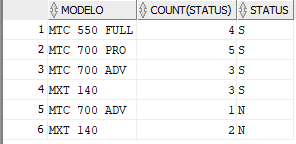 MODELO COUNT(STATUS) STATUS
1 MTC 550 FULL 4 S
2 MTC 700 PRO 5 S
3 MTC 700 ADV 3 S
4 MXT 140 3 S
5 MTC 700 ADV 1 N
6 MXT 140 2 N